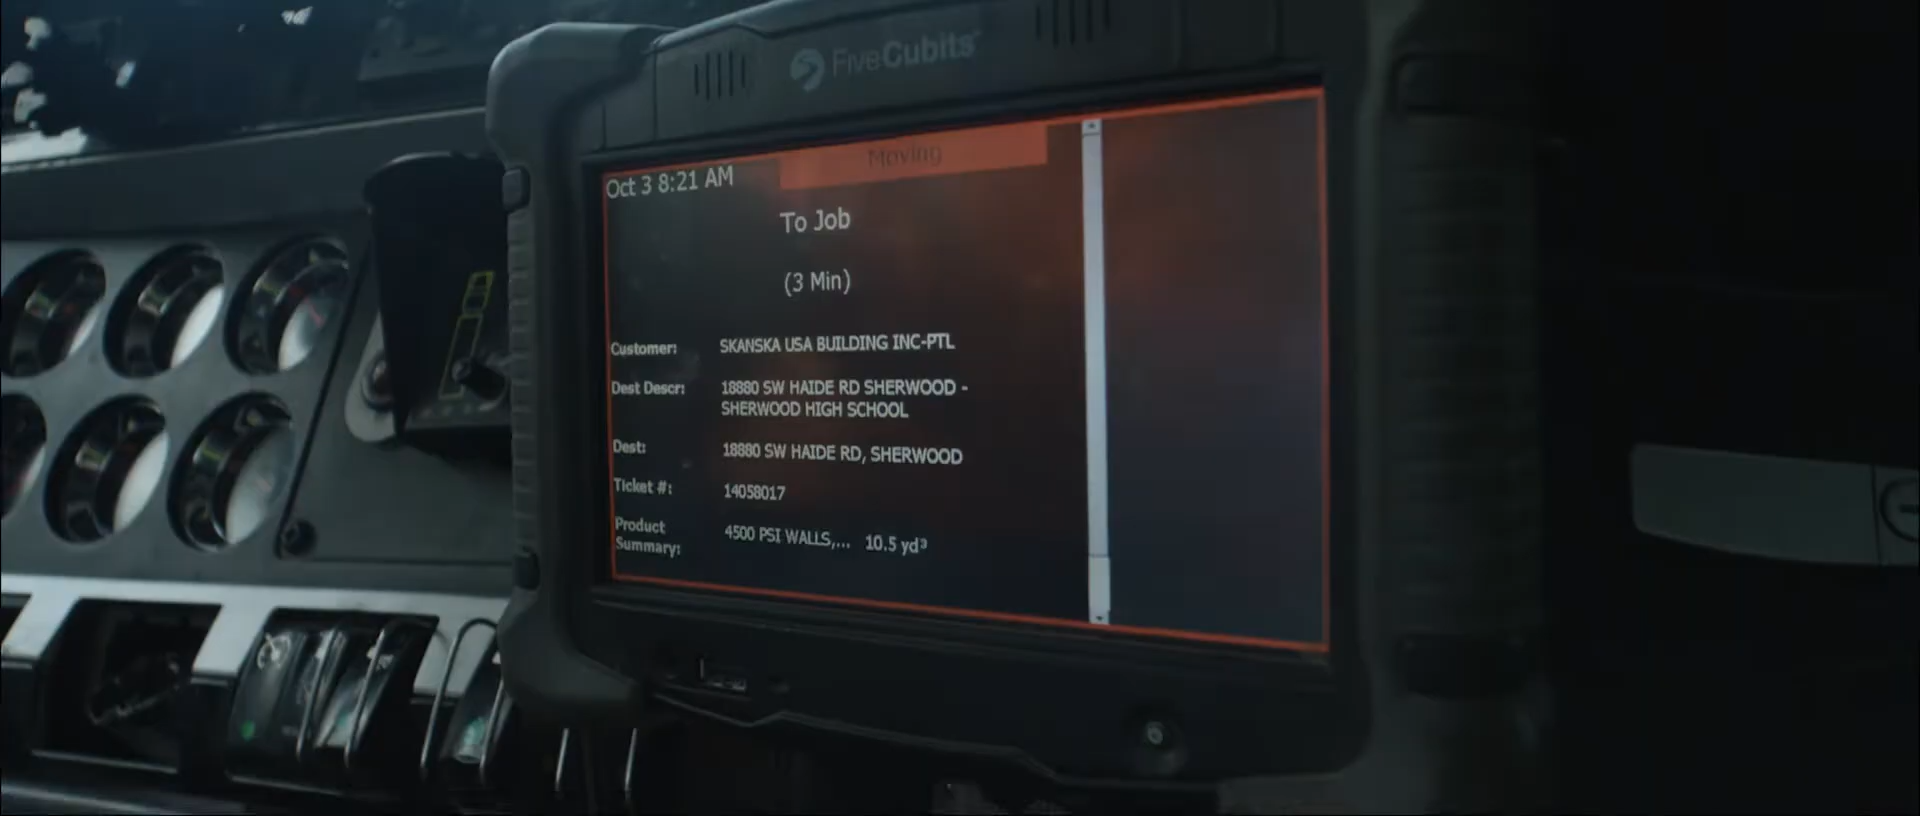 FiveCubits
Moving
Oct 3 8:21 AM
To Job
(3 Min)
Customer: SKANSKA USA BUILDING INC-PTL
Dest Descr: 18880 SW HAIDE RD SHERWOOD -
SHERWOOD HIGH SCHOOL
Dest: 18880 SW HAIDE RD, SHERWOOD
Ticket #: 14058017
Product
Summary: 4500 PSI WALLS,... 10.5 yd³